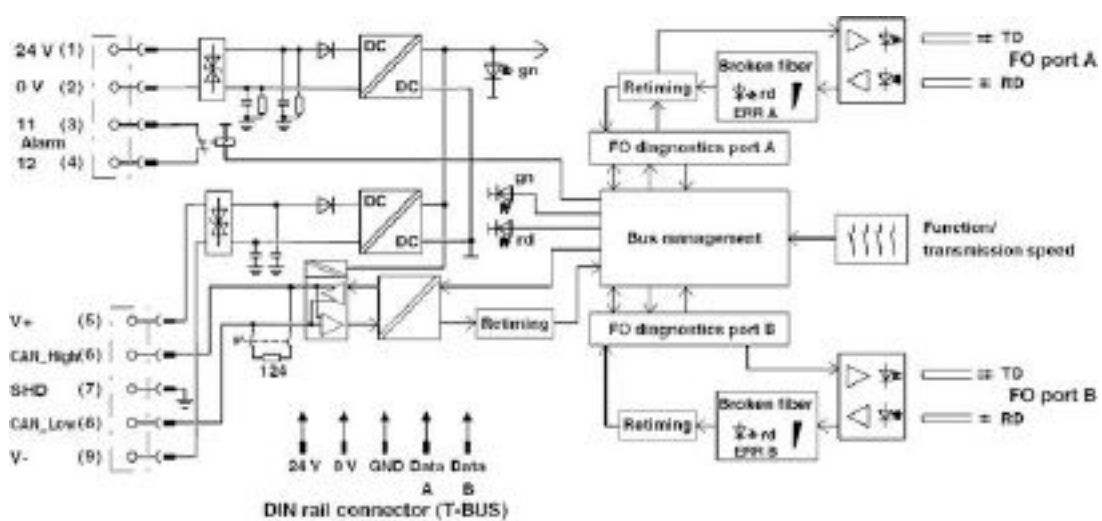 24 V (1)
0 V (2)
11 (3)
Alarm
12 (4)
DC
DC
gn
Retiming
Broken fiber
rd
ERR A
TD
FO port A
RD
FO diagnostics port A
DC
DC
gn
rd
Bus management
Function/
transmission speed
V+ (5)
CAN_High (6)
SHD (7)
CAN_Low (8)
V- (9)
124
Retiming
FO diagnostics port B
Retiming
Broken fiber
rd
ERR B
TD
FO port B
RD
24 V 0 V GND Data Data
A B
DIN rail connector (T-BUS)